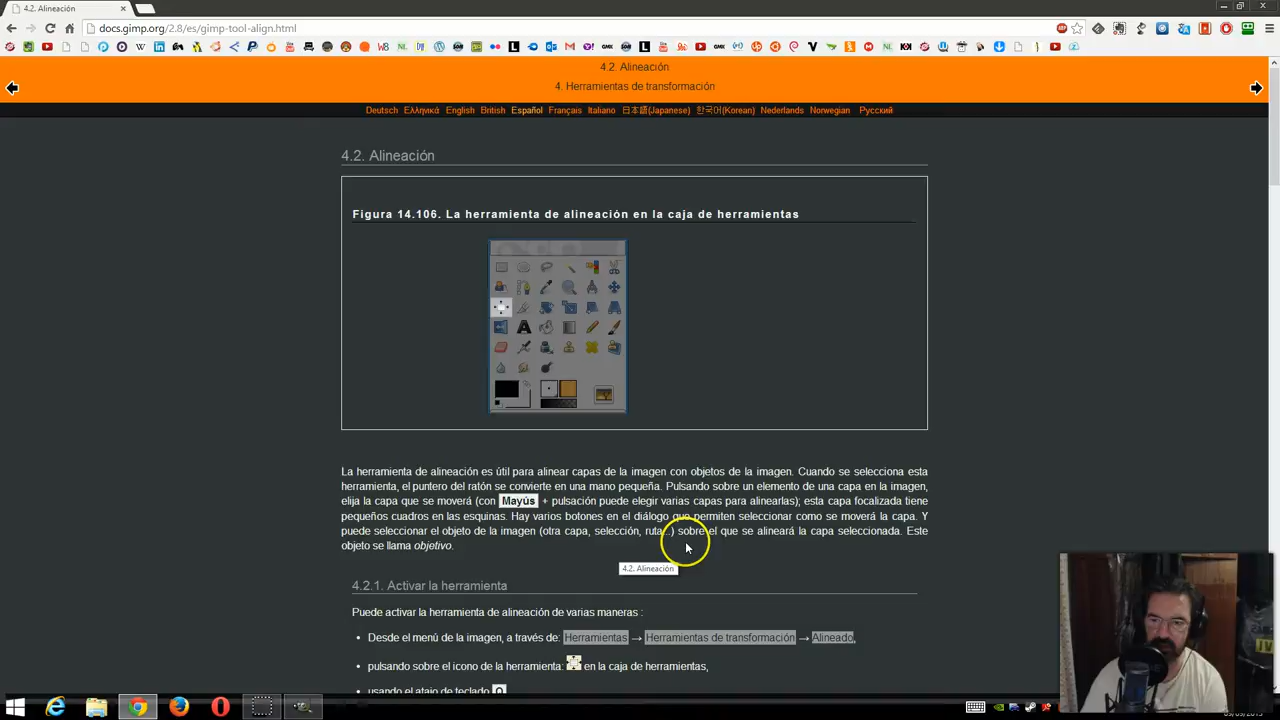 4.2. Alineación
docs.gimp.org/2.8/es/gimp-tool-align.html
4.2. Alineación
4. Herramientas de transformación
Deutsch Ελληνικά English British Español Français Italiano 日本語(Japanese) 한국어(Korean) Nederlands Norwegian Русский
4.2. Alineación
Figura 14.106. La herramienta de alineación en la caja de herramientas
La herramienta de alineación es útil para alinear capas de la imagen con objetos de la imagen. Cuando se selecciona esta
herramienta, el puntero del ratón se convierte en una mano pequeña. Pulsando sobre un elemento de una capa en la imagen,
elija la capa que se moverá (con Mayús + pulsación puede elegir varias capas para alinearlas); esta capa focalizada tiene
pequeños cuadros en las esquinas. Hay varios botones en el diálogo que permiten seleccionar como se moverá la capa. Y
puede seleccionar el objeto de la imagen (otra capa, selección, ruta...) sobre el que se alineará la capa seleccionada. Este
objeto se llama objetivo.
4.2. Alineación
4.2.1. Activar la herramienta
Puede activar la herramienta de alineación de varias maneras :
• Desde el menú de la imagen, a través de: Herramientas → Herramientas de transformación → Alineado,
• pulsando sobre el icono de la herramienta: en la caja de herramientas,
usando el atajo de teclado Q